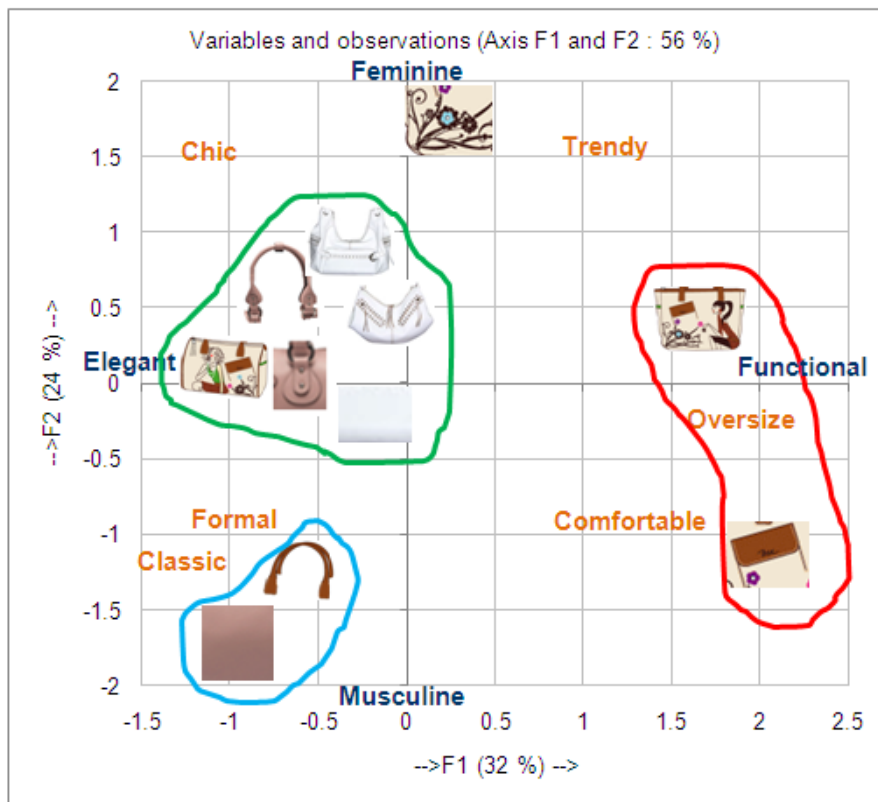 Variables and observations (Axis F1 and F2 : 56 %)
Feminine
2
Chic
Trendy
1.5
1
0.5
Elegant
Functional
0
Oversize
-0.5
Formal
Comfortable
-1
Classic
-1.5
Musculine
-2
-1.5 -1 -0.5 0 0.5 1 1.5 2 2.5
-->F1 (32 %) -->
-->F2 (24 %) -->